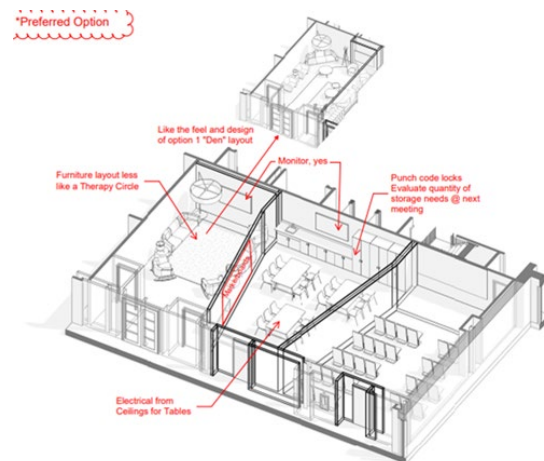 *Preferred Option
Like the feel and design
of option 1 "Den" layout
Monitor, yes
Furniture layout less
like a Therapy Circle
Punch code locks
Evaluate quantity of
storage needs @ next
meeting
Electrical from
Ceilings for Tables